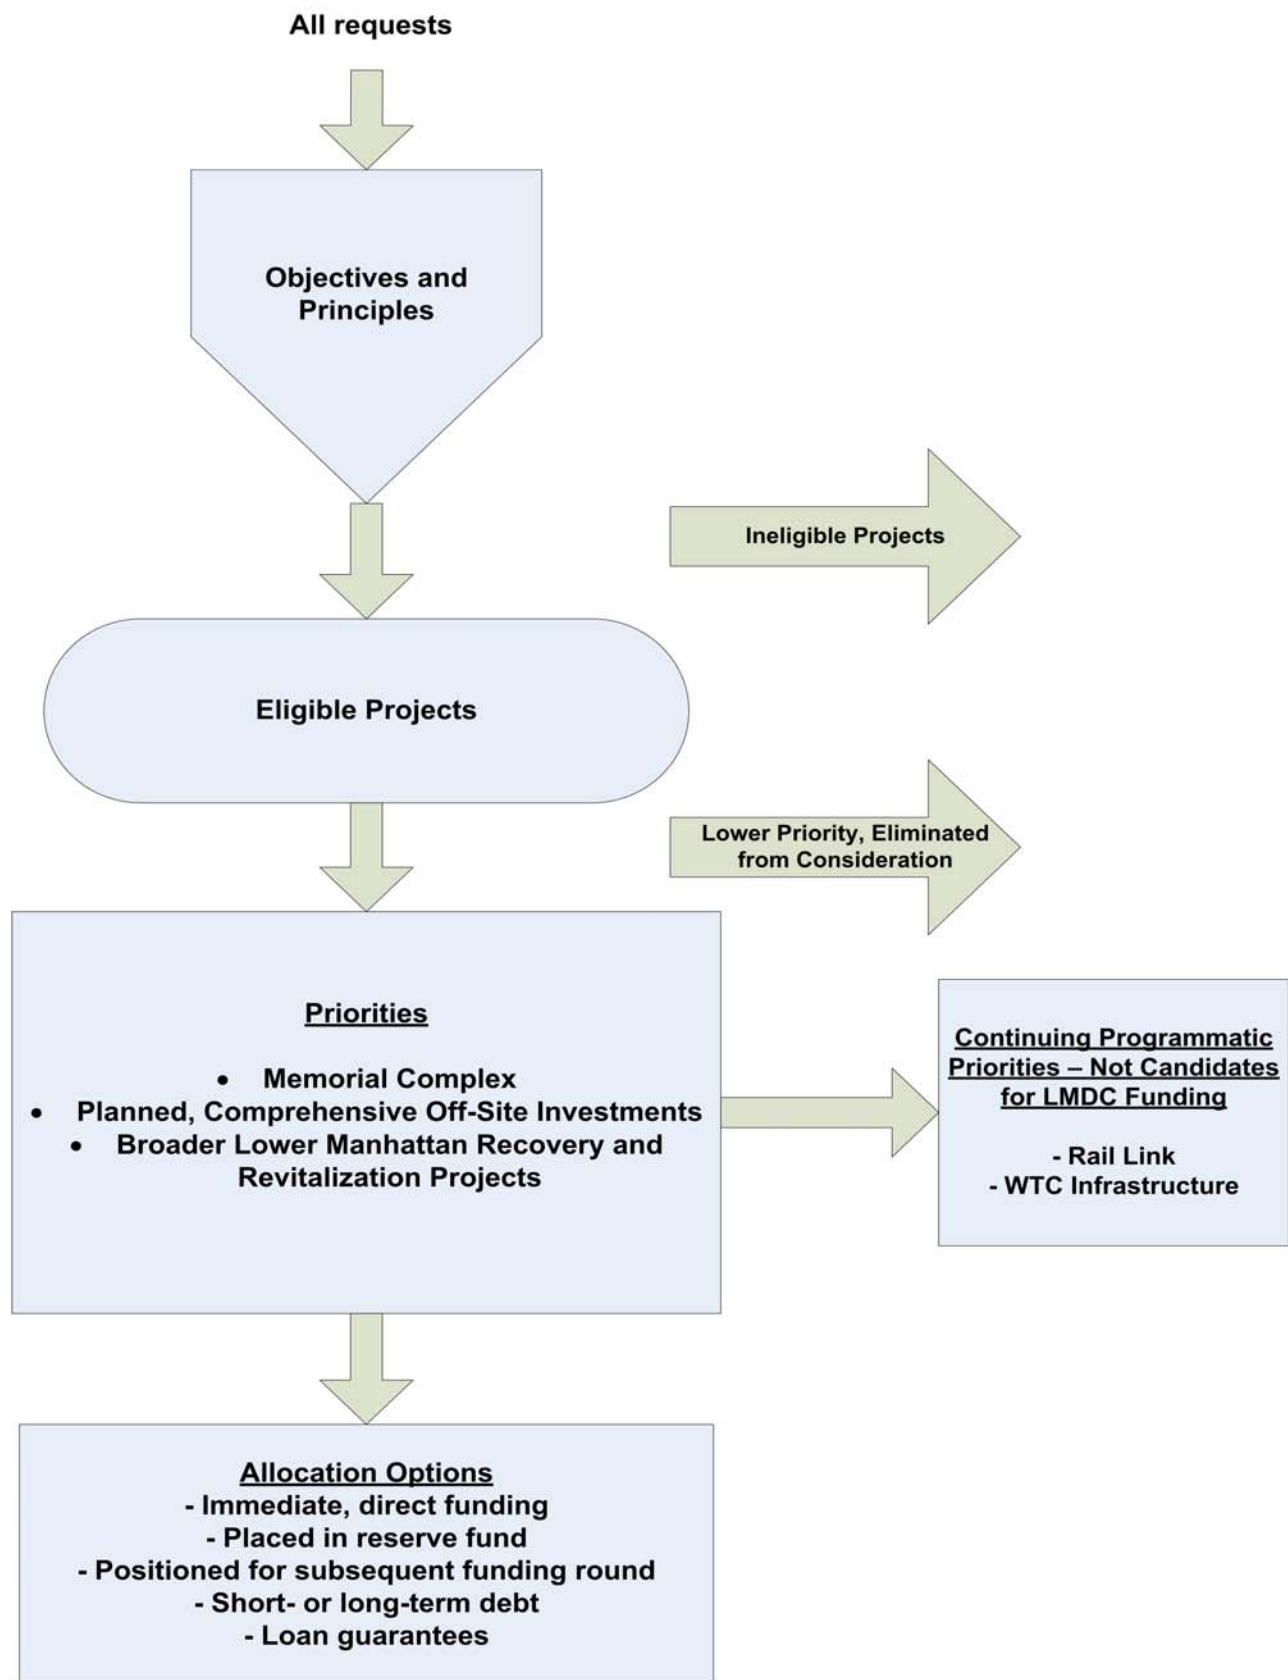 All requests
Objectives and
Principles
Ineligible Projects
Eligible Projects
Lower Priority, Eliminated
from Consideration
Priorities
• Memorial Complex
• Planned, Comprehensive Off-Site Investments
• Broader Lower Manhattan Recovery and
Revitalization Projects
Continuing Programmatic
Priorities – Not Candidates
for LMDC Funding
- Rail Link
- WTC Infrastructure
Allocation Options
- Immediate, direct funding
- Placed in reserve fund
- Positioned for subsequent funding round
- Short- or long-term debt
- Loan guarantees